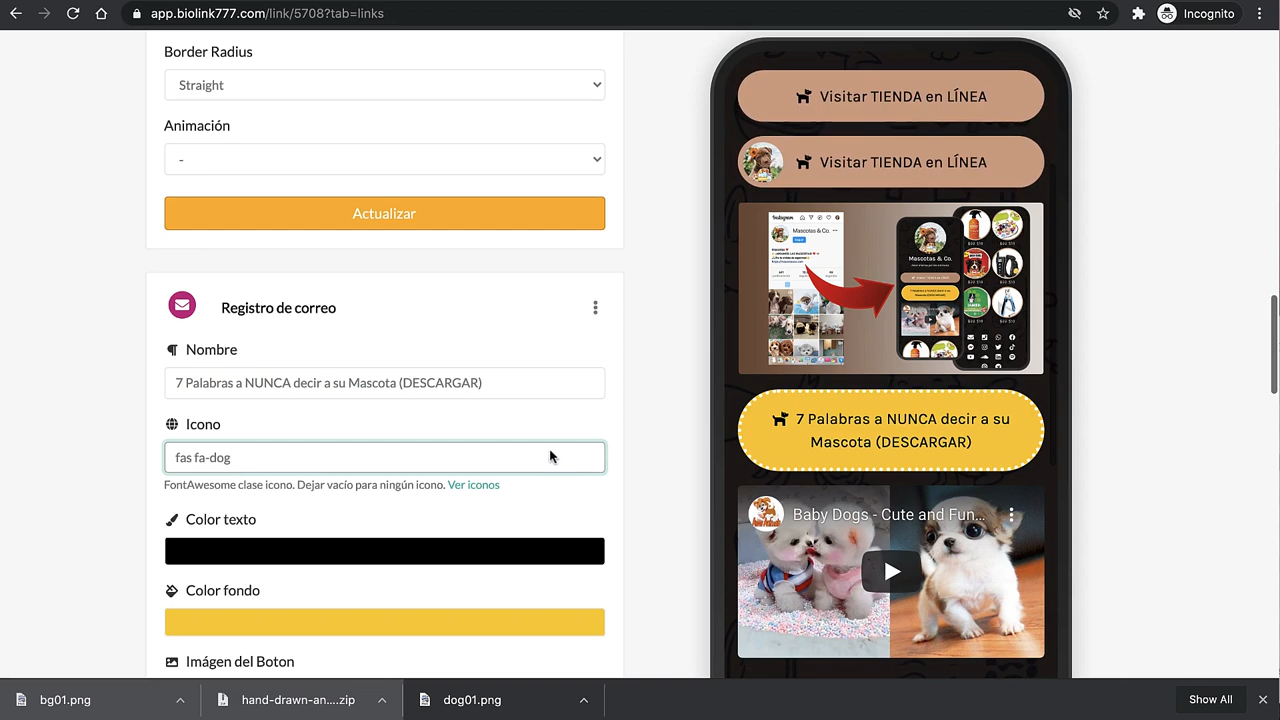 app.biolink777.com/link/5708?tab=links
Incognito
Border Radius
Straight
Animación
-
Actualizar
Registro de correo
Nombre
7 Palabras a NUNCA decir a su Mascota (DESCARGAR)
Icono
fas fa-dog
FontAwesome clase icono. Dejar vacío para ningún icono. Ver iconos
Color texto
Color fondo
Imágen del Boton
Visitar TIENDA en LÍNEA
Visitar TIENDA en LÍNEA
Instagram
Mascotas & Co.
Mascotas & Co.
7 Palabras a NUNCA decir a su
Mascota (DESCARGAR)
Baby Dogs - Cute and Fun...
bg01.png
hand-drawn-an....zip
dog01.png
Show All